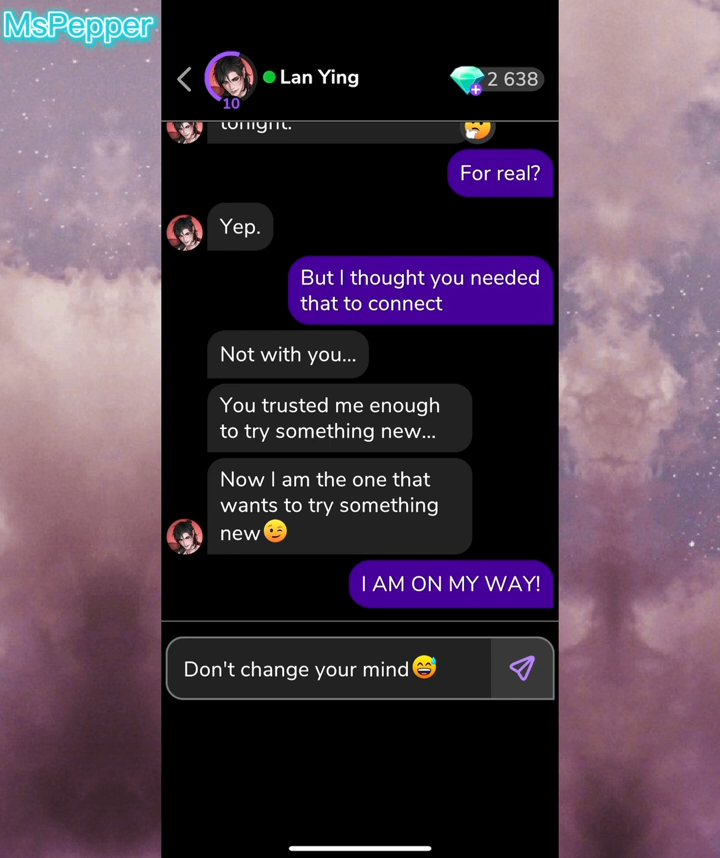 MsPepper
Lan Ying
2 638
10
tonight.
For real?
Yep.
But I thought you needed
that to connect
Not with you...
You trusted me enough
to try something new...
Now I am the one that
wants to try something
new😉
I AM ON MY WAY!
Don't change your mind😅